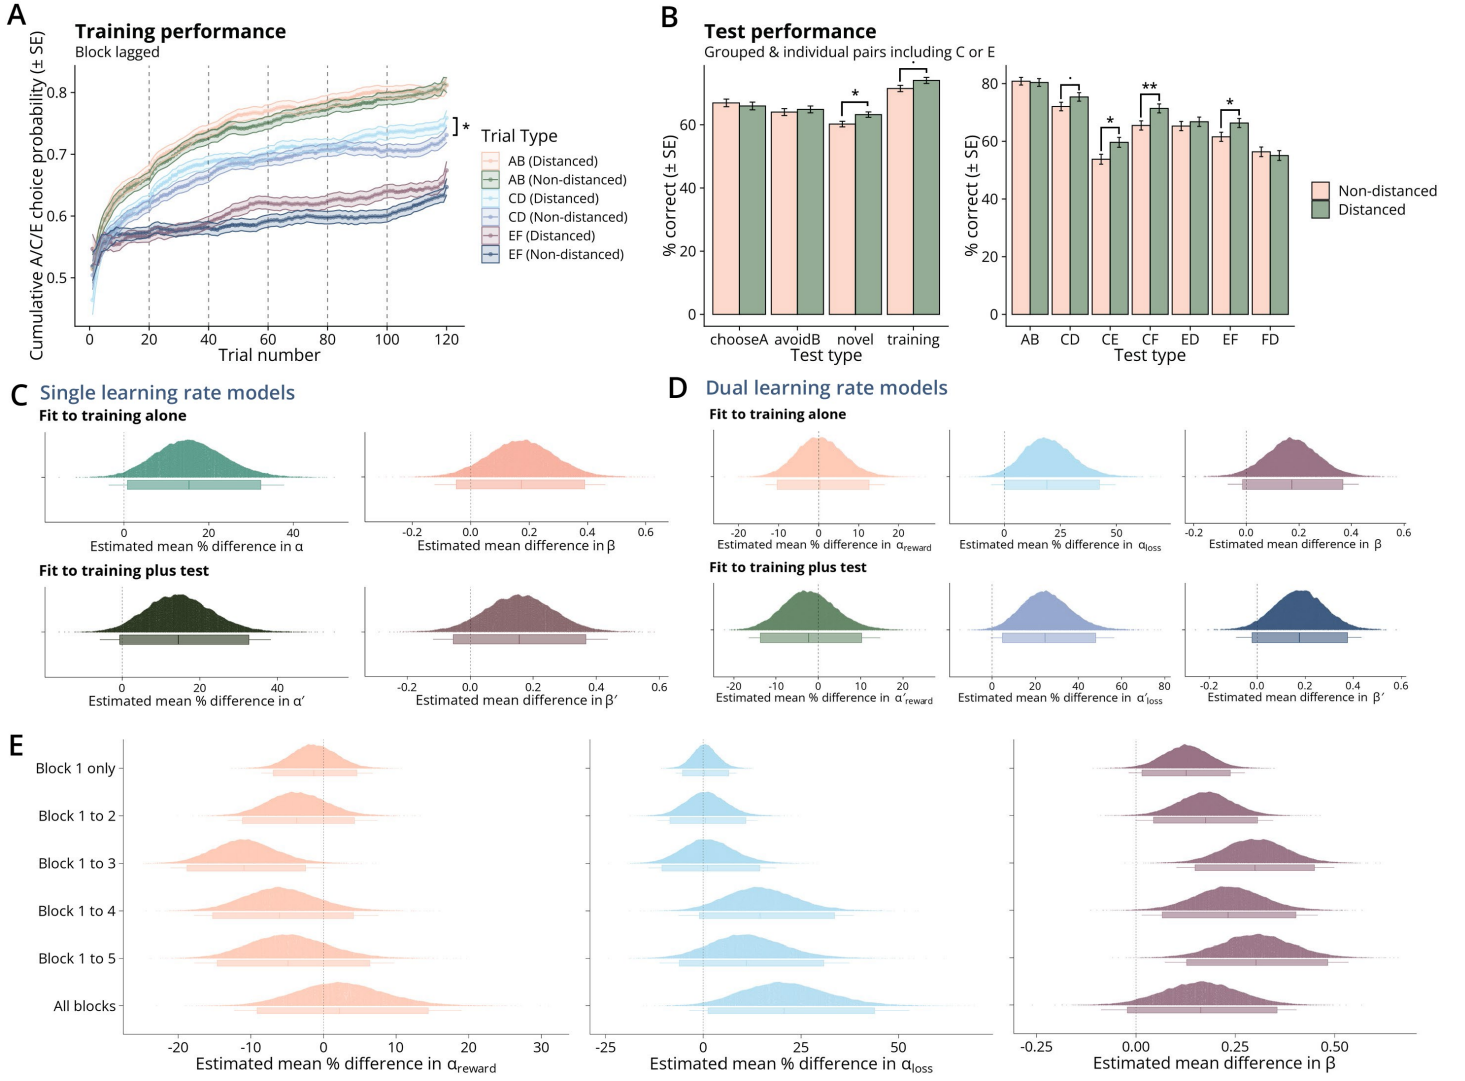 A
Training performance
Block lagged
Cumulative A/C/E choice probability (± SE)
0.8
0.7
0.6
0.5
0 20 40 60 80 100 120
Trial number
*
Trial Type
AB (Distanced)
AB (Non-distanced)
CD (Distanced)
CD (Non-distanced)
EF (Distanced)
EF (Non-distanced)
B
Test performance
Grouped & individual pairs including C or E
% correct (± SE)
60
40
20
0
* .
chooseA avoidB novel training
Test type
% correct (± SE)
80
60
40
20
0
. * ** *
AB CD CE CF ED EF FD
Test type
Non-distanced
Distanced
C
Single learning rate models
Fit to training alone
0 20 40
Estimated mean % difference in α
-0.2 0.0 0.2 0.4 0.6
Estimated mean difference in β
Fit to training plus test
0 20 40
Estimated mean % difference in α′
-0.2 0.0 0.2 0.4 0.6
Estimated mean difference in β′
D
Dual learning rate models
Fit to training alone
-20 -10 0 10 20
Estimated mean % difference in αreward
0 25 50
Estimated mean % difference in αloss
-0.2 0.0 0.2 0.4 0.6
Estimated mean difference in β
Fit to training plus test
-20 -10 0 10 20
Estimated mean % difference in α′reward
0 20 40 60 80
Estimated mean % difference in α′loss
-0.2 0.0 0.2 0.4 0.6
Estimated mean difference in β′
E
Block 1 only
Block 1 to 2
Block 1 to 3
Block 1 to 4
Block 1 to 5
All blocks
-20 -10 0 10 20 30
Estimated mean % difference in αreward
-25 0 25 50
Estimated mean % difference in αloss
-0.25 0.00 0.25 0.50
Estimated mean difference in β